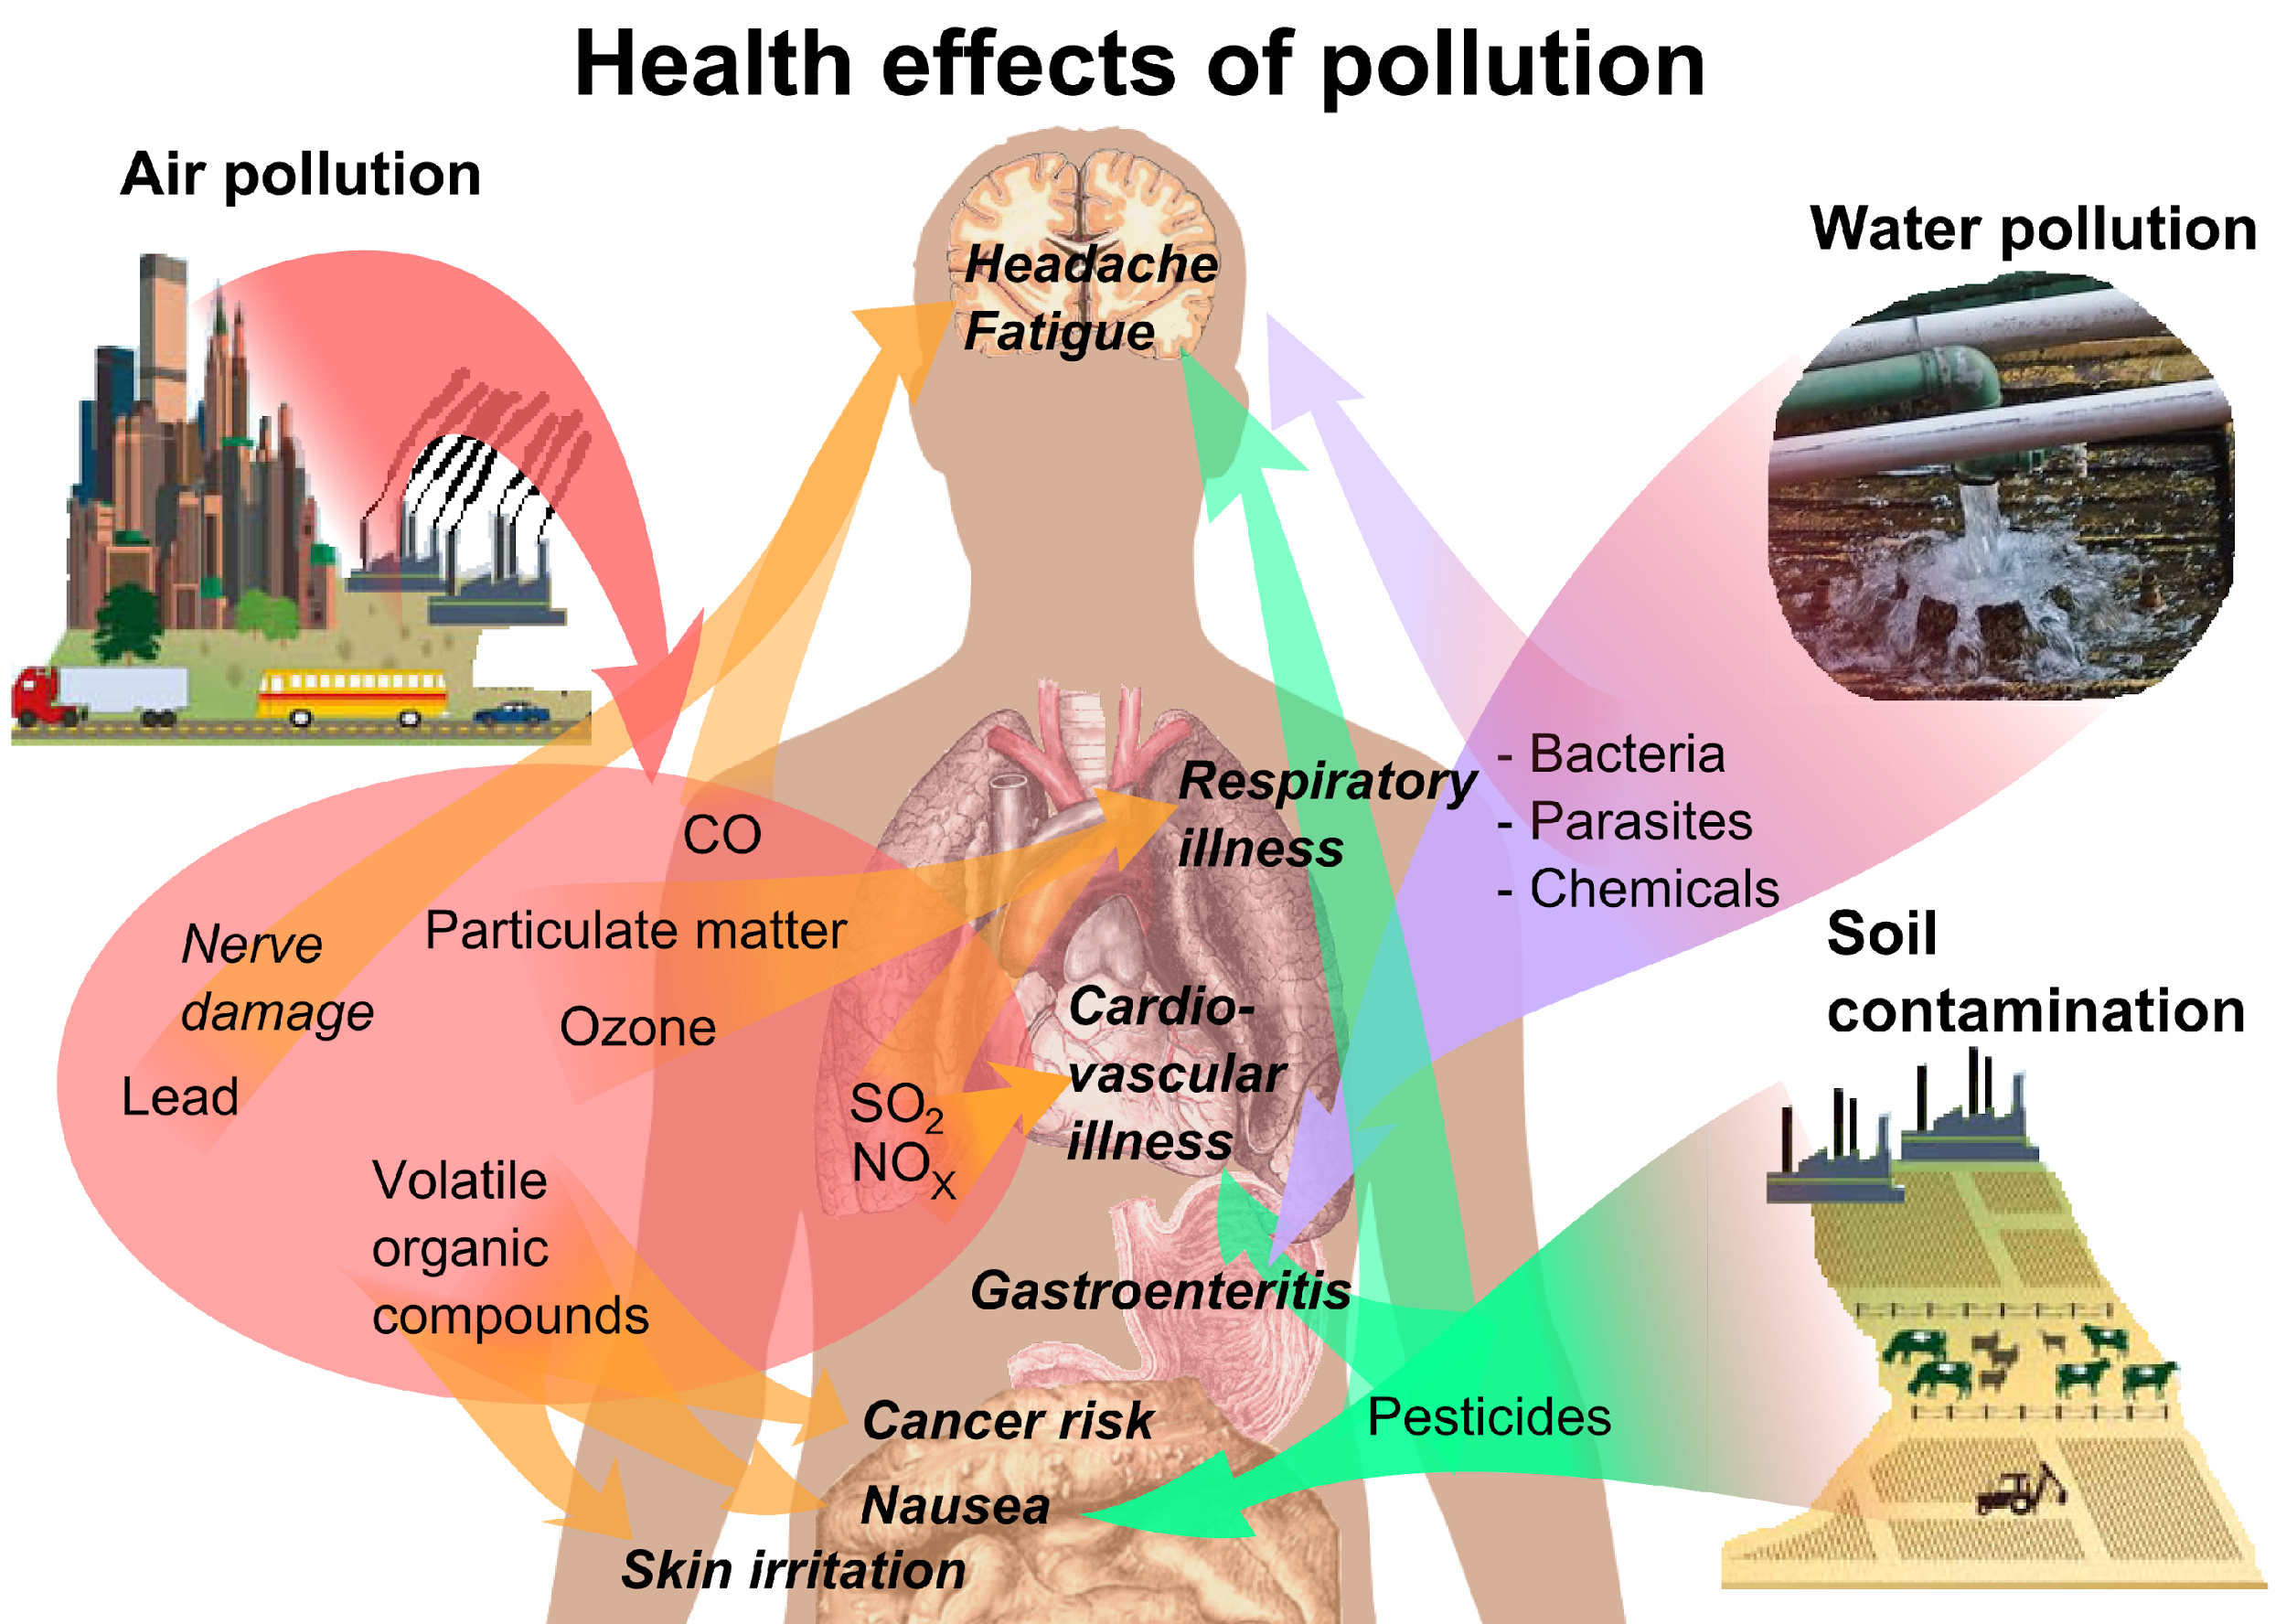 Health effects of pollution
Air pollution
Water pollution
Headache
Fatigue
- Bacteria
- Parasites
- Chemicals
Respiratory
illness
CO
Nerve
damage
Particulate matter
Ozone
Lead
Cardio-
vascular
illness
SO2
NOX
Soil
contamination
Volatile
organic
compounds
Gastroenteritis
Pesticides
Cancer risk
Nausea
Skin irritation